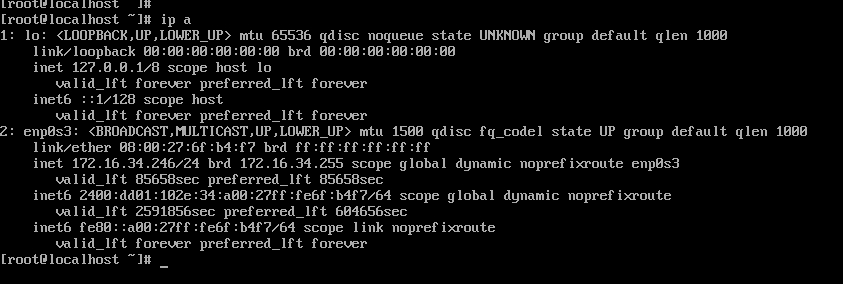 [root@localhost ~]#
[root@localhost ~]# ip a
1: lo: <LOOPBACK,UP,LOWER_UP> mtu 65536 qdisc noqueue state UNKNOWN group default qlen 1000
    link/loopback 00:00:00:00:00:00 brd 00:00:00:00:00:00
    inet 127.0.0.1/8 scope host lo
       valid_lft forever preferred_lft forever
    inet6 ::1/128 scope host
       valid_lft forever preferred_lft forever
2: enp0s3: <BROADCAST,MULTICAST,UP,LOWER_UP> mtu 1500 qdisc fq_codel state UP group default qlen 1000
    link/ether 08:00:27:6f:b4:f7 brd ff:ff:ff:ff:ff:ff
    inet 172.16.34.246/24 brd 172.16.34.255 scope global dynamic noprefixroute enp0s3
       valid_lft 85658sec preferred_lft 85658sec
    inet6 2400:dd01:102e:34:a00:27ff:fe6f:b4f7/64 scope global dynamic noprefixroute
       valid_lft 2591856sec preferred_lft 604656sec
    inet6 fe80::a00:27ff:fe6f:b4f7/64 scope link noprefixroute
       valid_lft forever preferred_lft forever
[root@localhost ~]# _